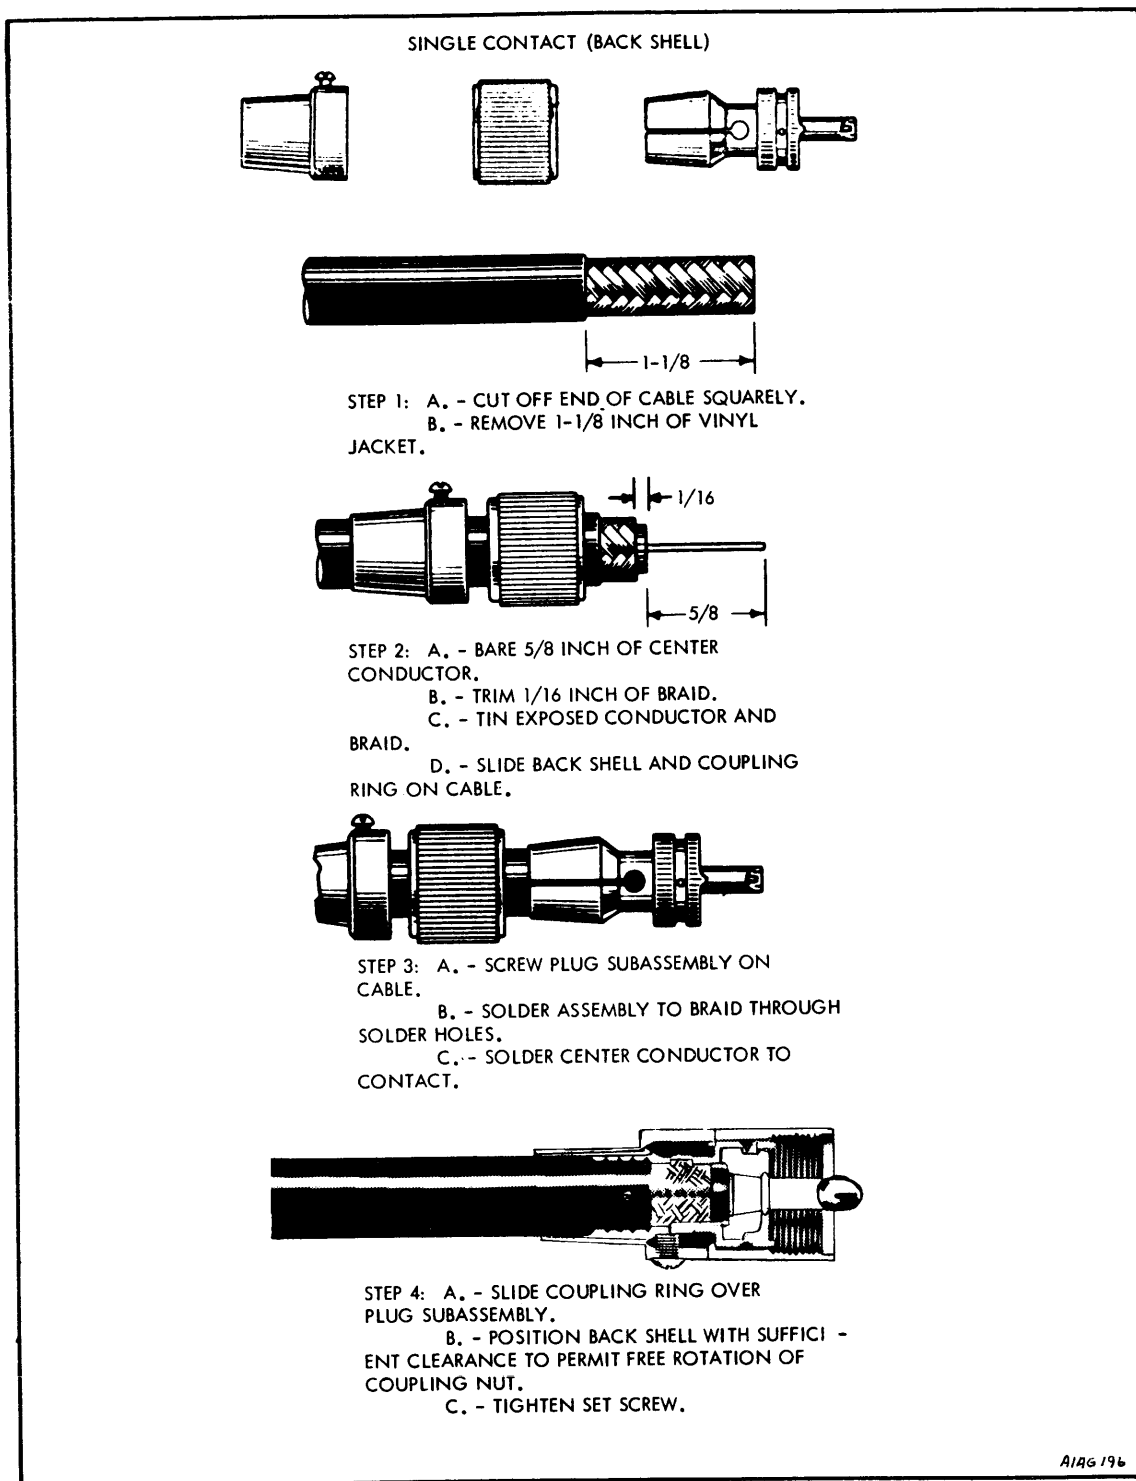 SINGLE CONTACT (BACK SHELL)
1-1/8
STEP 1: A. - CUT OFF END OF CABLE SQUARELY.
B. - REMOVE 1-1/8 INCH OF VINYL
JACKET.
1/16
5/8
STEP 2: A. - BARE 5/8 INCH OF CENTER
CONDUCTOR.
B. - TRIM 1/16 INCH OF BRAID.
C. - TIN EXPOSED CONDUCTOR AND
BRAID.
D. - SLIDE BACK SHELL AND COUPLING
RING ON CABLE.
STEP 3: A. - SCREW PLUG SUBASSEMBLY ON
CABLE.
B. - SOLDER ASSEMBLY TO BRAID THROUGH
SOLDER HOLES.
C. - SOLDER CENTER CONDUCTOR TO
CONTACT.
STEP 4: A. - SLIDE COUPLING RING OVER
PLUG SUBASSEMBLY.
B. - POSITION BACK SHELL WITH SUFFICI -
ENT CLEARANCE TO PERMIT FREE ROTATION OF
COUPLING NUT.
C. - TIGHTEN SET SCREW.
A1AG196